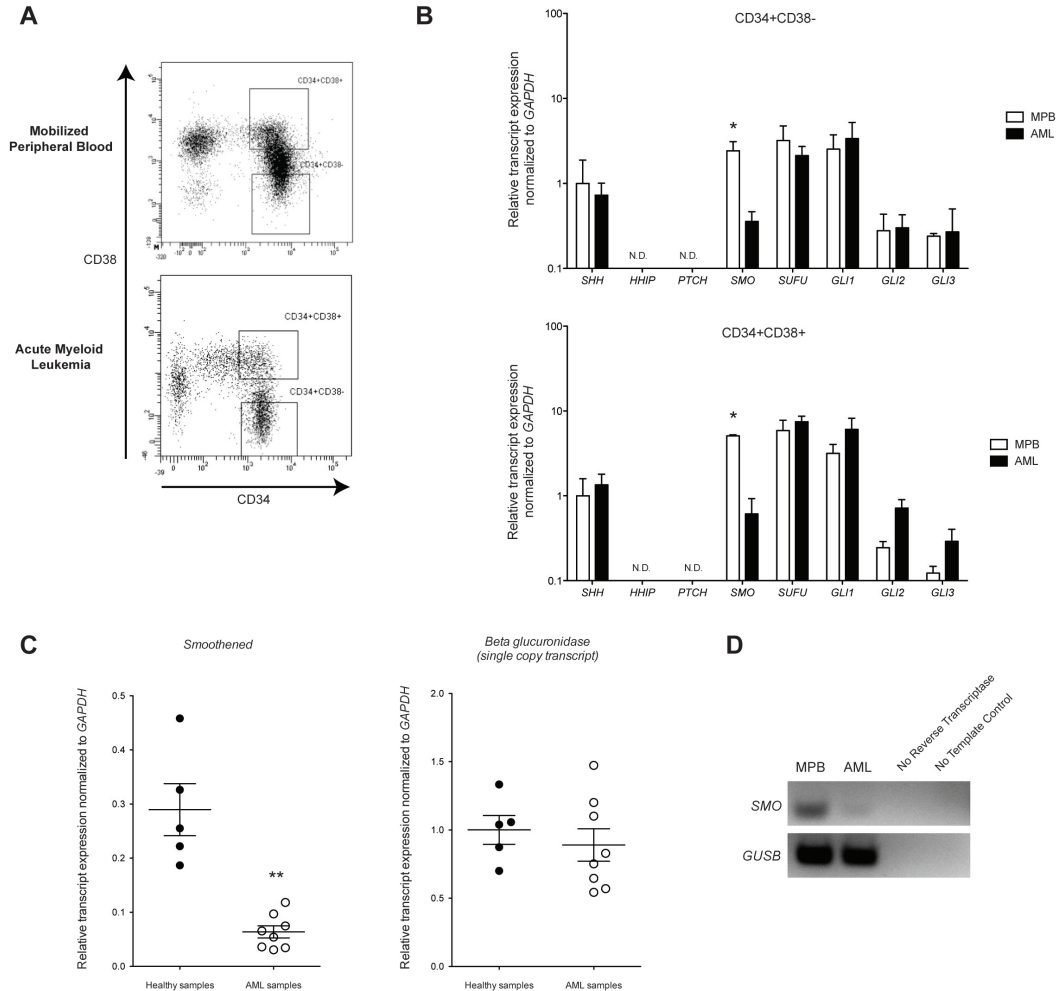 A
Mobilized
Peripheral Blood
CD34+CD38+
CD34+CD38-
CD38
Acute Myeloid
Leukemia
CD34+CD38+
CD34+CD38-
-39 0 10² 10³ 10⁴ 10⁵
CD34
B
CD34+CD38-
Relative transcript expression
normalized to GAPDH
100
10
1
0.1
*
N.D. N.D.
SHH HHIP PTCH SMO SUFU GLI1 GLI2 GLI3
MPB
AML
CD34+CD38+
Relative transcript expression
normalized to GAPDH
100
10
1
0.1
*
N.D. N.D.
SHH HHIP PTCH SMO SUFU GLI1 GLI2 GLI3
MPB
AML
C
Smoothened
Relative transcript expression normalized to GAPDH
0.5
0.4
0.3
0.2
0.1
0.0
**
Healthy samples AML samples
Beta glucuronidase
(single copy transcript)
Relative transcript expression normalized to GAPDH
2.0
1.5
1.0
0.5
0.0
Healthy samples AML samples
D
MPB AML No Reverse Transcriptase No Template Control
SMO
GUSB